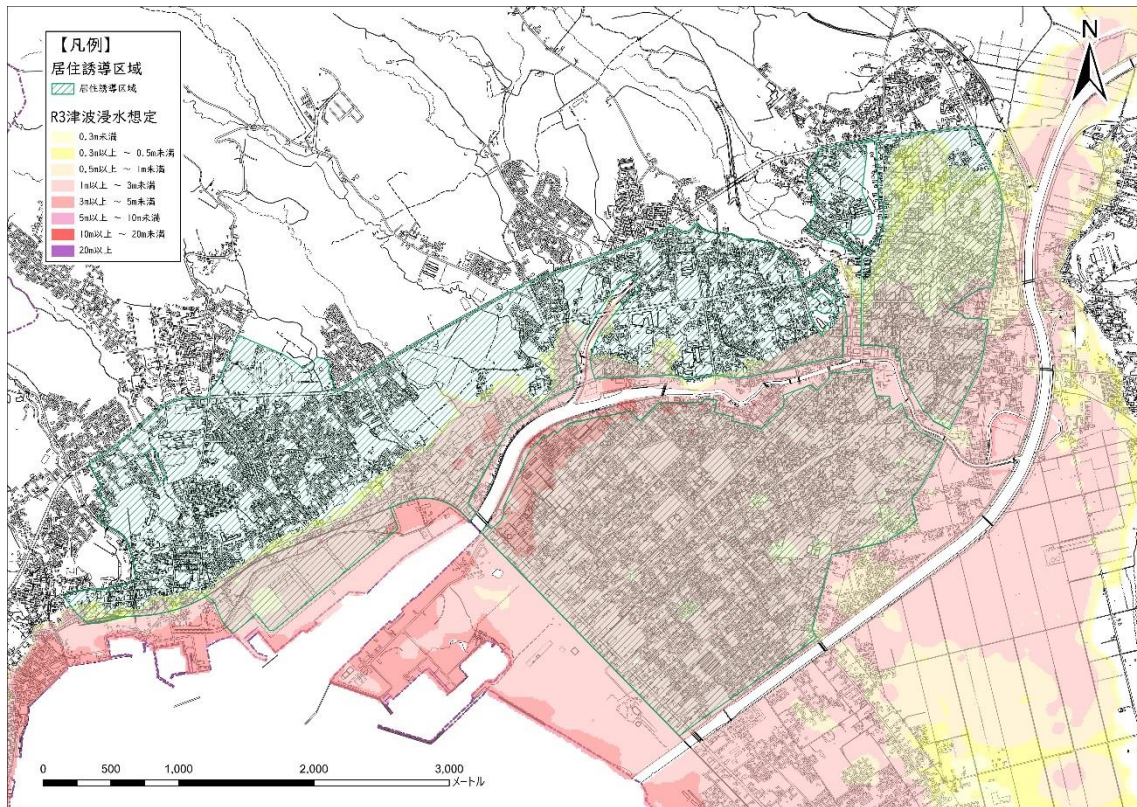 【凡例】
居住誘導区域
居住誘導区域
R3津波浸水想定
0.3m未満
0.3m以上 ～ 0.5m未満
0.5m以上 ～ 1m未満
1m以上 ～ 3m未満
3m以上 ～ 5m未満
5m以上 ～ 10m未満
10m以上 ～ 20m未満
20m以上
N
0 500 1,000 2,000 3,000
メートル